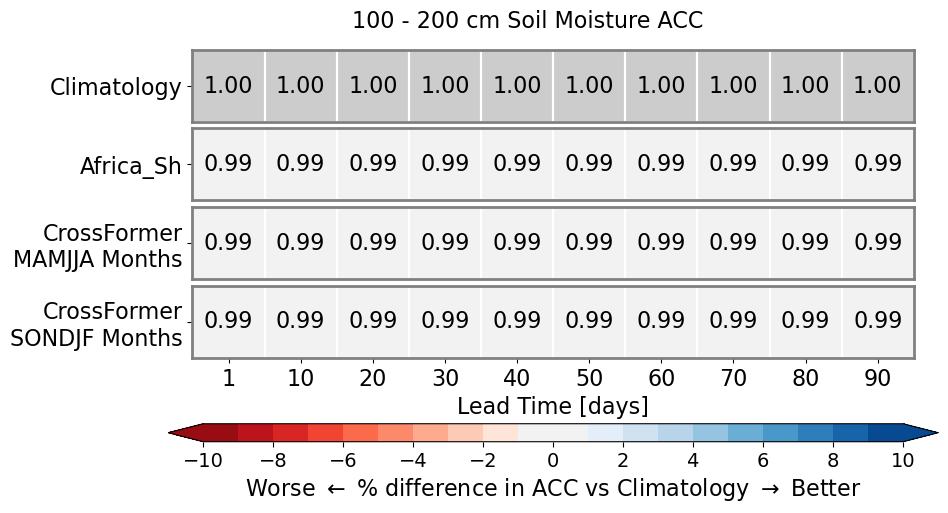 100 - 200 cm Soil Moisture ACC
Climatology 1.00 1.00 1.00 1.00 1.00 1.00 1.00 1.00 1.00 1.00
Africa_Sh 0.99 0.99 0.99 0.99 0.99 0.99 0.99 0.99 0.99 0.99
CrossFormer
MAMJJA Months 0.99 0.99 0.99 0.99 0.99 0.99 0.99 0.99 0.99 0.99
CrossFormer
SONDJF Months 0.99 0.99 0.99 0.99 0.99 0.99 0.99 0.99 0.99 0.99
1 10 20 30 40 50 60 70 80 90
Lead Time [days]
−10 −8 −6 −4 −2 0 2 4 6 8 10
Worse ← % difference in ACC vs Climatology → Better